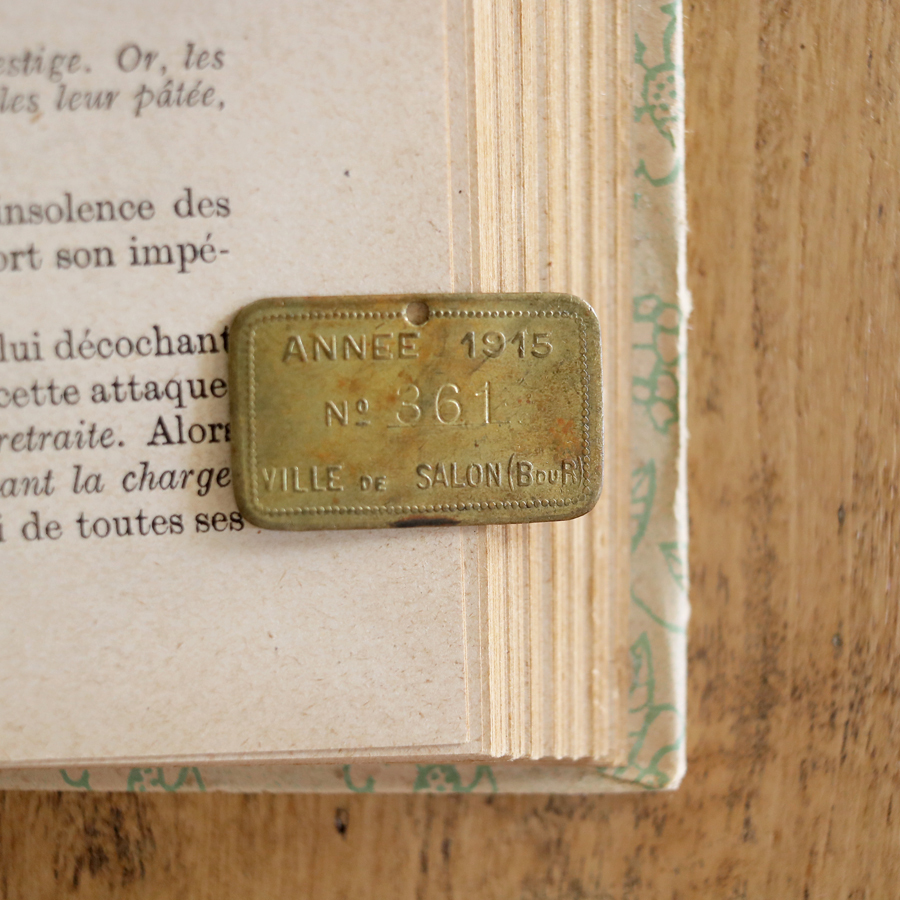 estige. Or, les
les leur pâtée,
insolence des
ort son impé-
lui décochant
cette attaque
retraite. Alors
ant la charge
i de toutes ses
ANNÉE 1915
Nº 361
VILLE DE SALON (BOUR)